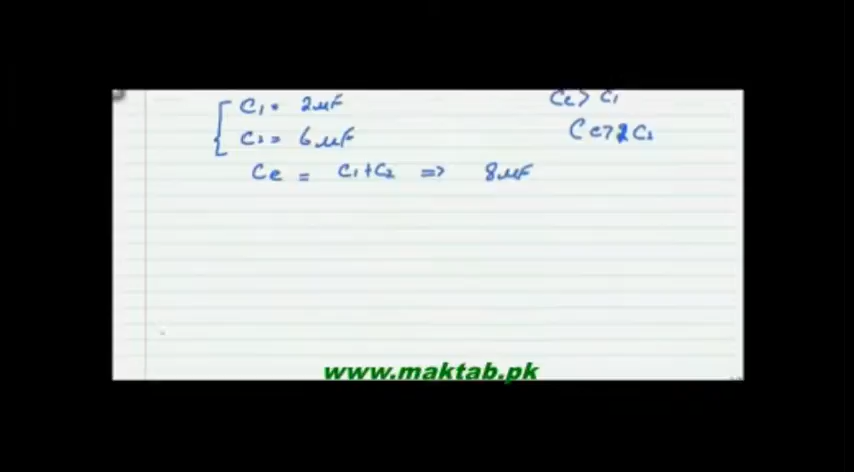 C₁ = 2μF
Ce > C₁
C₂ = 6μF
Ce > C₂
Ce = C₁+C₂ ⇒ 8μF
www.maktab.pk